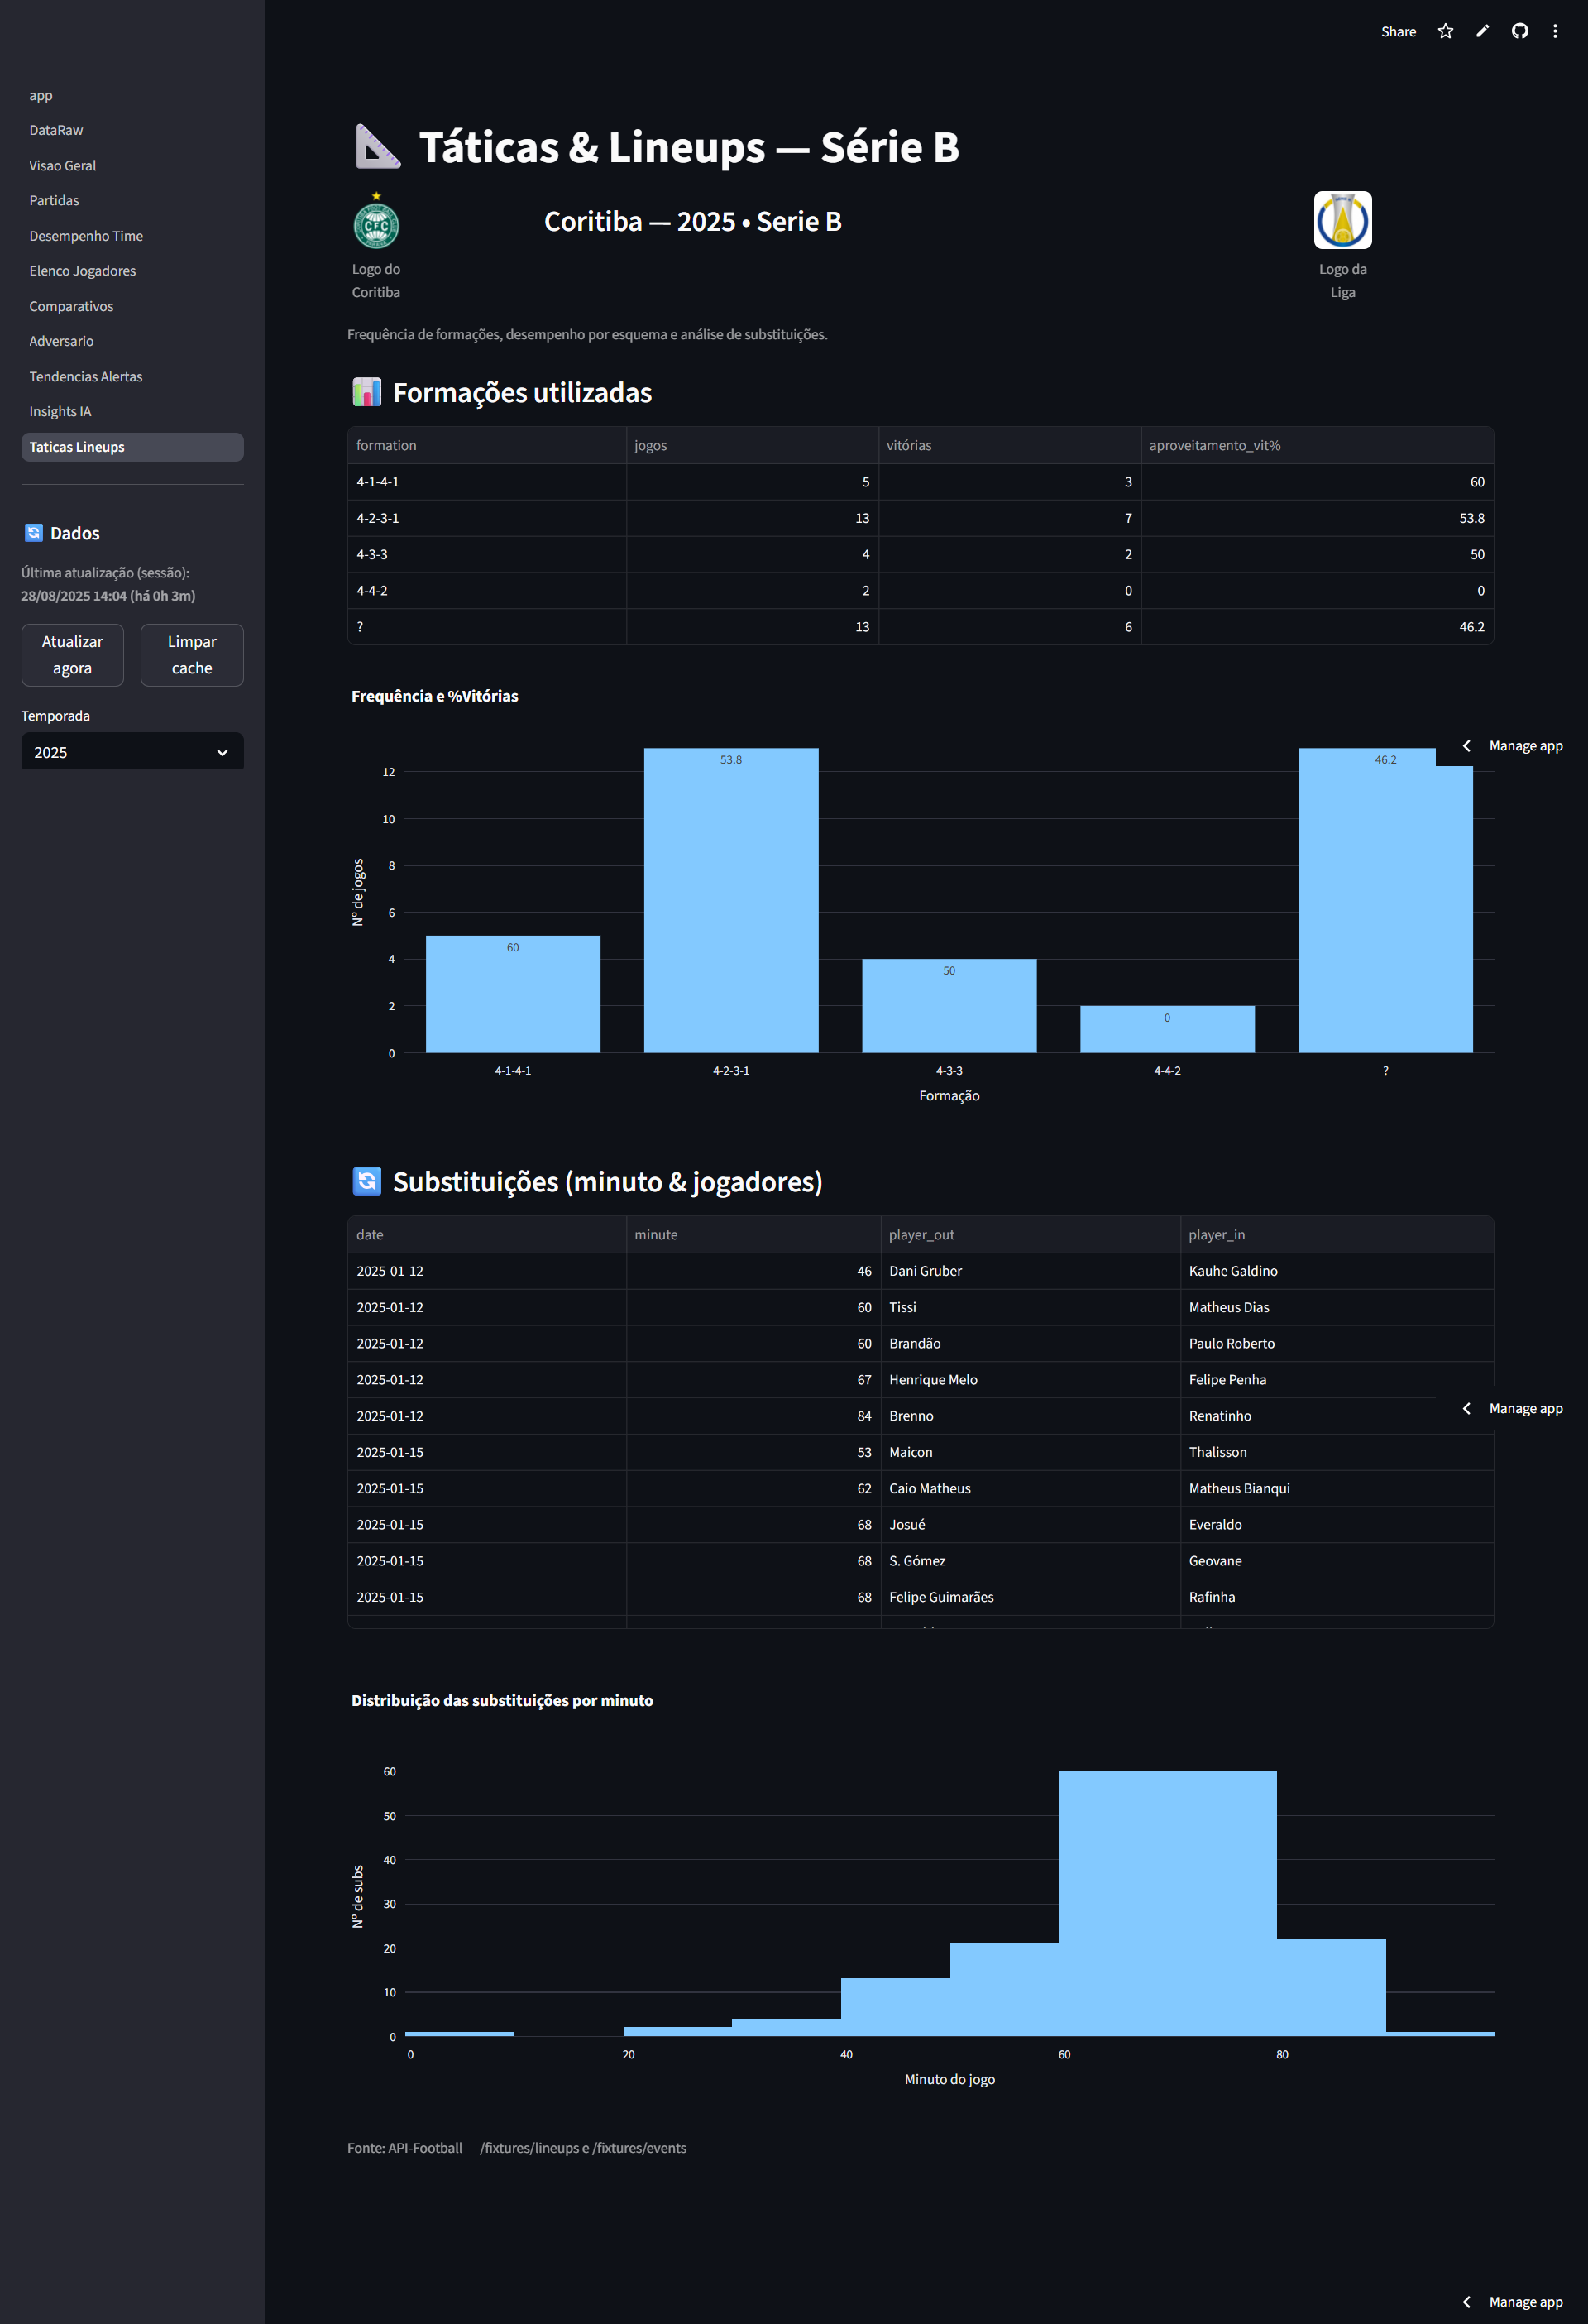 Share
app
DataRaw
Visao Geral
Partidas
Desempenho Time
Elenco Jogadores
Comparativos
Adversario
Tendencias Alertas
Insights IA
Taticas Lineups
Dados
Última atualização (sessão):
28/08/2025 14:04 (há 0h 3m)
Atualizar agora
Limpar cache
Temporada
2025
Táticas & Lineups — Série B
CFC
Coritiba — 2025 • Serie B
Logo do
Coritiba
Logo da
Liga
Frequência de formações, desempenho por esquema e análise de substituições.
Formações utilizadas
formation jogos vitórias aproveitamento_vit%
4-1-4-1 5 3 60
4-2-3-1 13 7 53.8
4-3-3 4 2 50
4-4-2 2 0 0
? 13 6 46.2
Frequência e %Vitórias
Manage app
53.8
46.2
60
50
0
12
10
8
6
4
2
0
Nº de jogos
4-1-4-1 4-2-3-1 4-3-3 4-4-2 ?
Formação
Substituições (minuto & jogadores)
date minute player_out player_in
2025-01-12 46 Dani Gruber Kauhe Galdino
2025-01-12 60 Tissi Matheus Dias
2025-01-12 60 Brandão Paulo Roberto
2025-01-12 67 Henrique Melo Felipe Penha
2025-01-12 84 Brenno Renatinho
Manage app
2025-01-15 53 Maicon Thalisson
2025-01-15 62 Caio Matheus Matheus Bianqui
2025-01-15 68 Josué Everaldo
2025-01-15 68 S. Gómez Geovane
2025-01-15 68 Felipe Guimarães Rafinha
Distribuição das substituições por minuto
60
50
40
30
20
10
0
Nº de subs
0 20 40 60 80
Minuto do jogo
Fonte: API-Football — /fixtures/lineups e /fixtures/events
Manage app